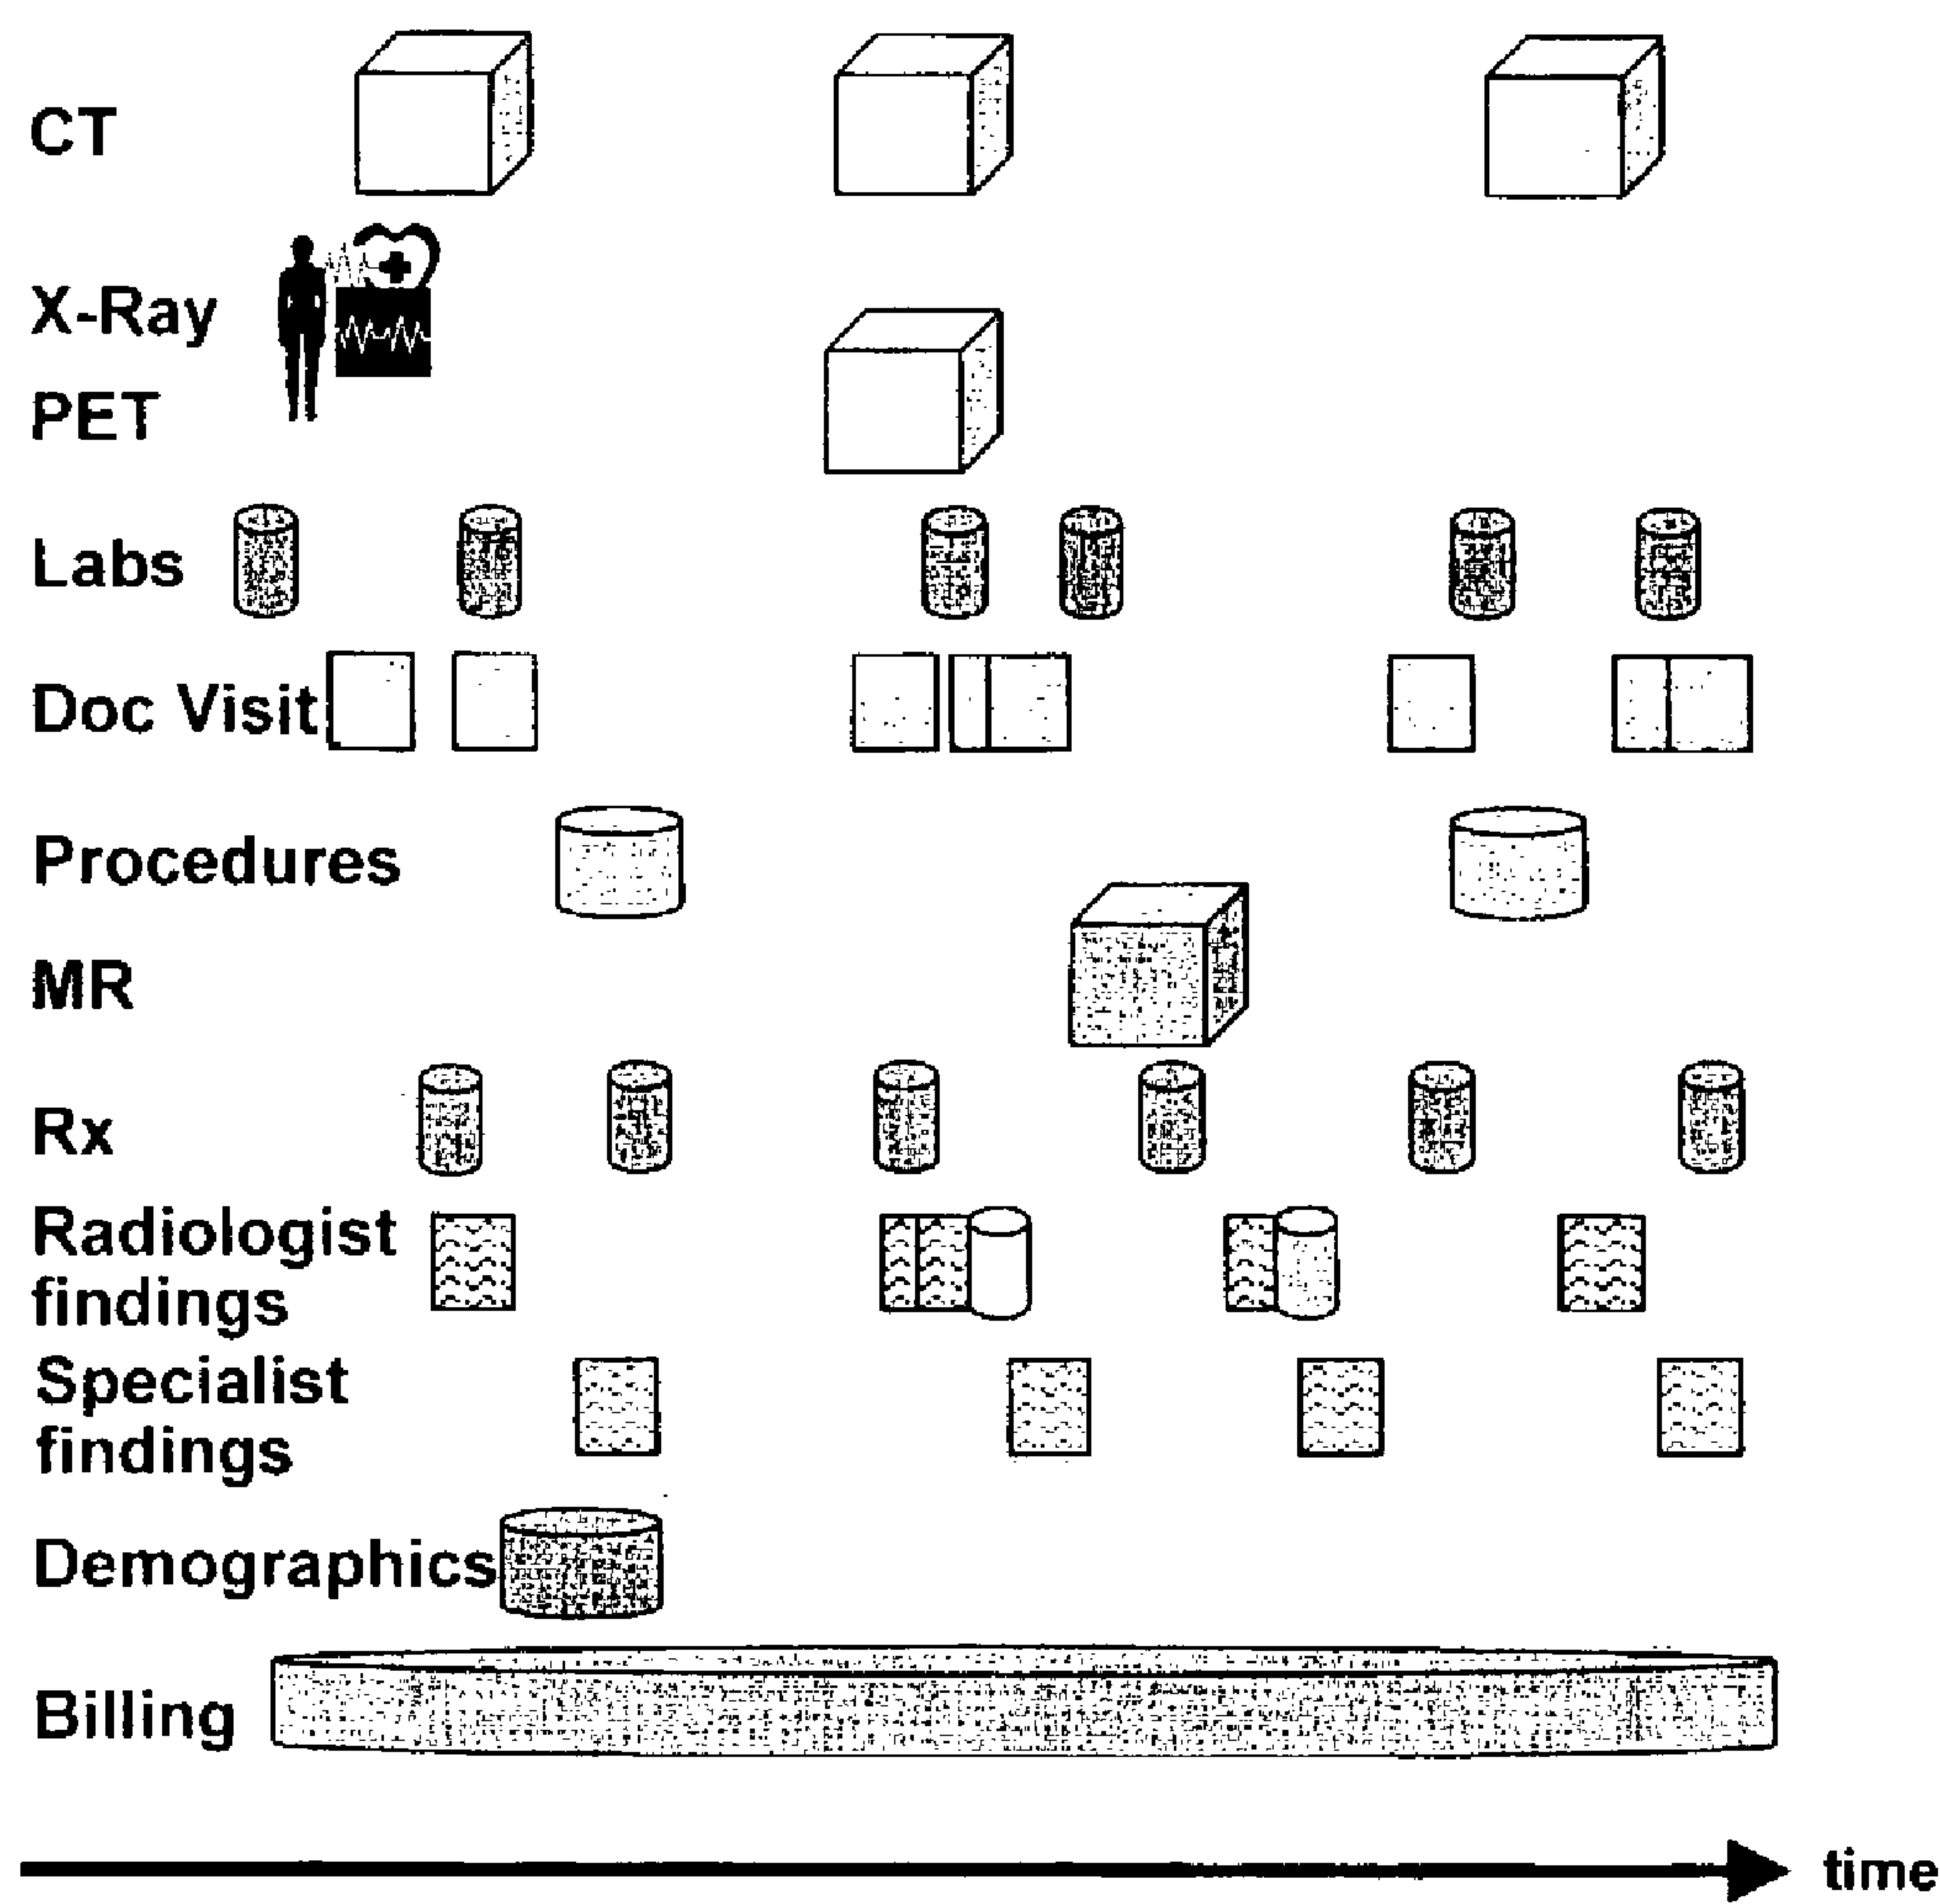 CT
X-Ray
PET
Labs
Doc Visit
Procedures
MR
Rx
Radiologist
findings
Specialist
findings
Demographics
Billing
time